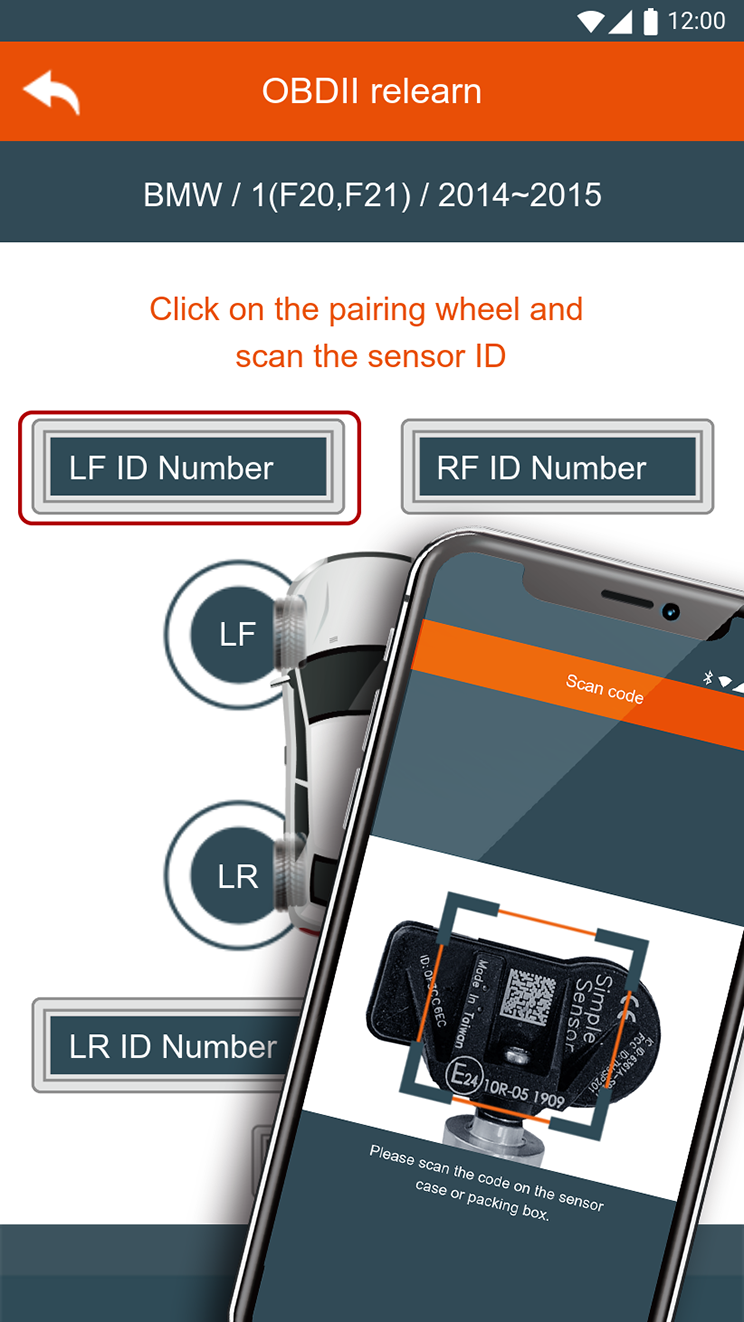 12:00
OBDII relearn
BMW / 1(F20,F21) / 2014~2015
Click on the pairing wheel and
scan the sensor ID
LF ID Number
RF ID Number
LF
LR
LR ID Number
Scan code
Made in Taiwan
Simple
Sensor
CE
E24
10R-05 1909
Please scan the code on the sensor
case or packing box.